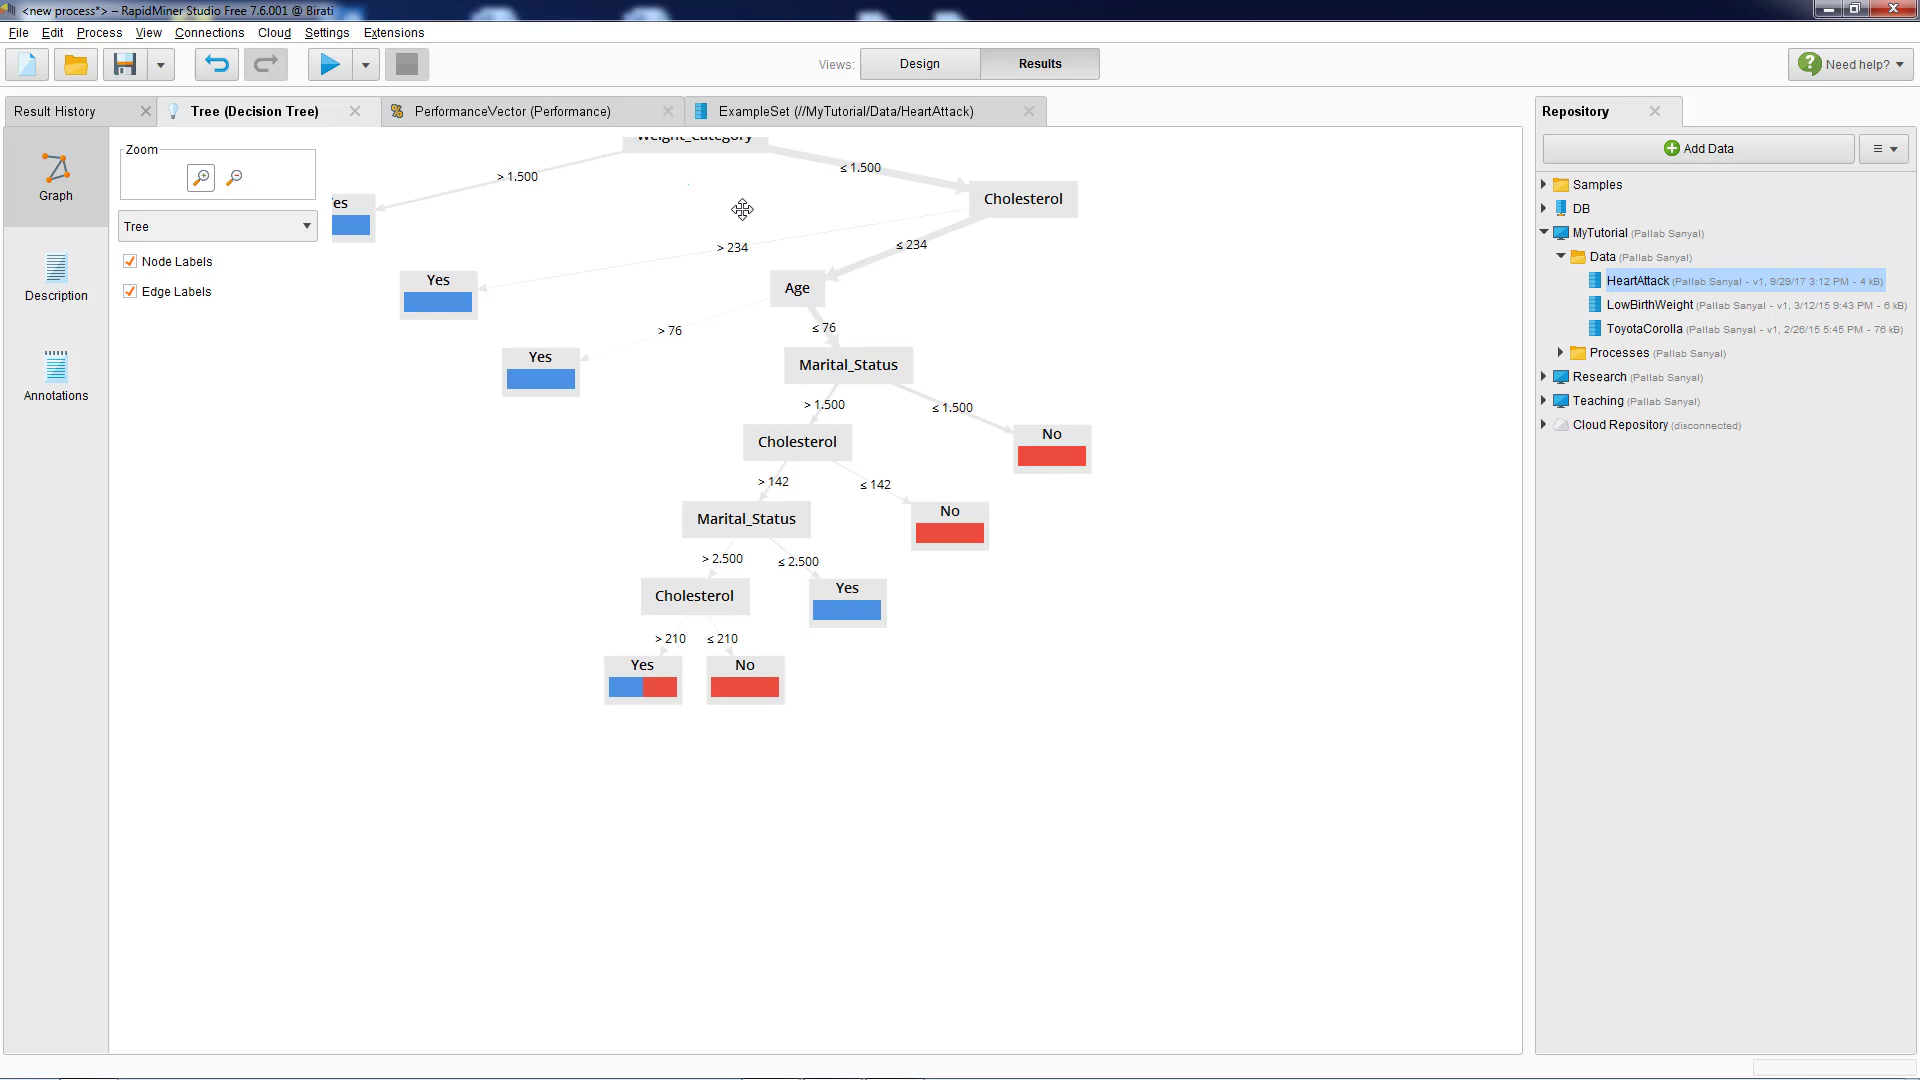 <new process*> – RapidMiner Studio Free 7.6.001 @ Birati
File Edit Process View Connections Cloud Settings Extensions
Views: Design Results Need help?
Result History Tree (Decision Tree) PerformanceVector (Performance) ExampleSet (//MyTutorial/Data/HeartAttack) Repository
Zoom
Graph
Tree
Node Labels
Edge Labels
Description
Annotations
Weight_Category
> 1.500
≤ 1.500
es
Cholesterol
> 234
≤ 234
Yes
Age
> 76
≤ 76
Yes
Marital_Status
> 1.500
≤ 1.500
Cholesterol
No
> 142
≤ 142
Marital_Status
No
> 2.500
≤ 2.500
Cholesterol
Yes
> 210
≤ 210
Yes
No
Add Data
Samples
DB
MyTutorial (Pallab Sanyal)
Data (Pallab Sanyal)
HeartAttack (Pallab Sanyal - v1, 9/29/17 3:12 PM - 4 kB)
LowBirthWeight (Pallab Sanyal - v1, 3/12/15 9:43 PM - 6 kB)
ToyotaCorolla (Pallab Sanyal - v1, 2/26/15 5:45 PM - 76 kB)
Processes (Pallab Sanyal)
Research (Pallab Sanyal)
Teaching (Pallab Sanyal)
Cloud Repository (disconnected)